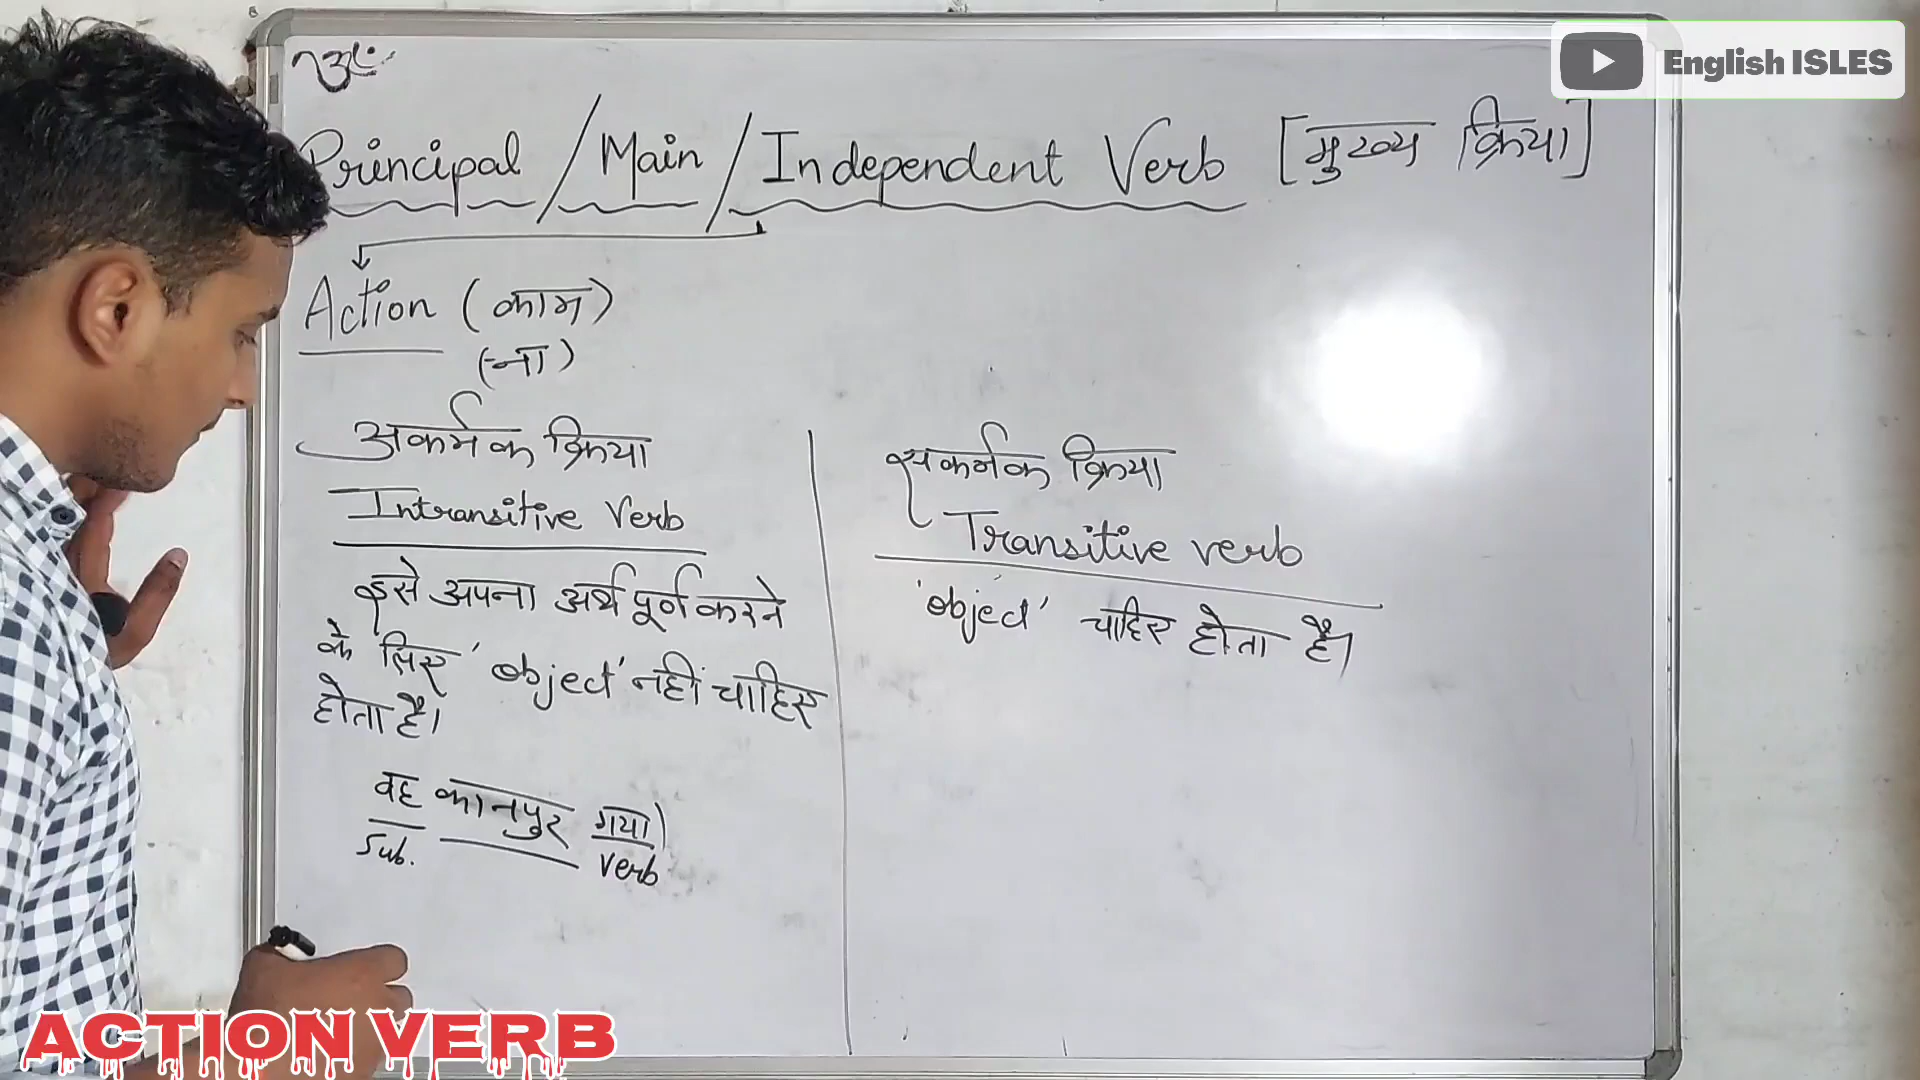 English ISLES
Principal / Main / Independent Verb [मुख्य क्रिया]
Action (काम)
(ना)
अकर्मक क्रिया
Intransitive Verb
इसे अपना अर्थ पूर्ण करने
के लिए 'object' नहीं चाहिए
होता है।
वह कानपुर गया।
Sub. Verb
सकर्मक क्रिया
Transitive verb
'object' चाहिए होता है।
ACTION VERB